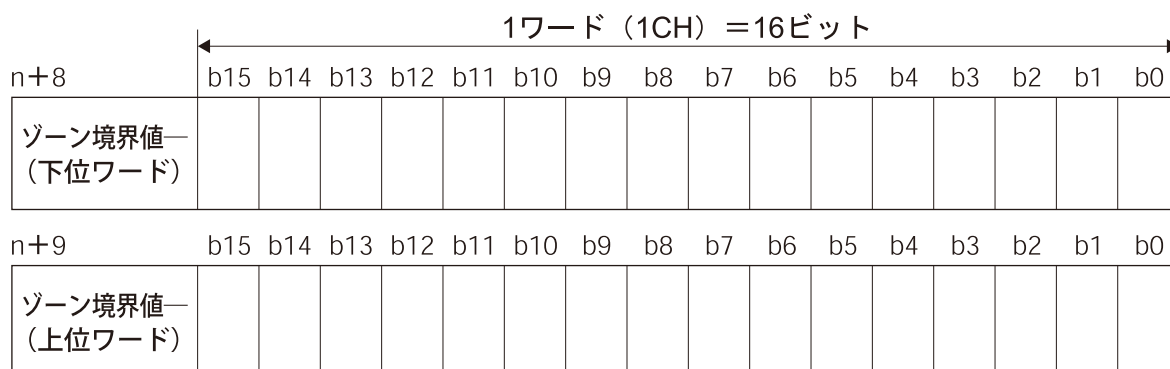 1ワード（1CH）＝16ビット
n＋8 b15 b14 b13 b12 b11 b10 b9 b8 b7 b6 b5 b4 b3 b2 b1 b0
ゾーン境界値―
（下位ワード）
n＋9 b15 b14 b13 b12 b11 b10 b9 b8 b7 b6 b5 b4 b3 b2 b1 b0
ゾーン境界値―
（上位ワード）